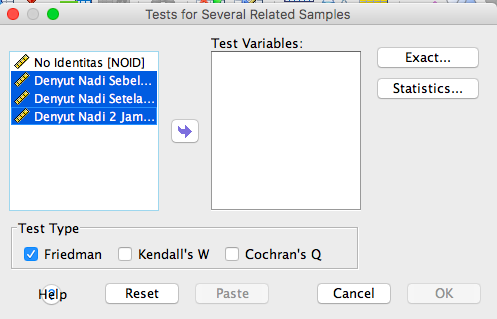 Tests for Several Related Samples
Test Variables:
No Identitas [NOID]
Denyut Nadi Sebel...
Denyut Nadi Setela...
Denyut Nadi 2 Jam...
Exact...
Statistics...
Test Type
Friedman
Kendall's W
Cochran's Q
Help
Reset
Paste
Cancel
OK